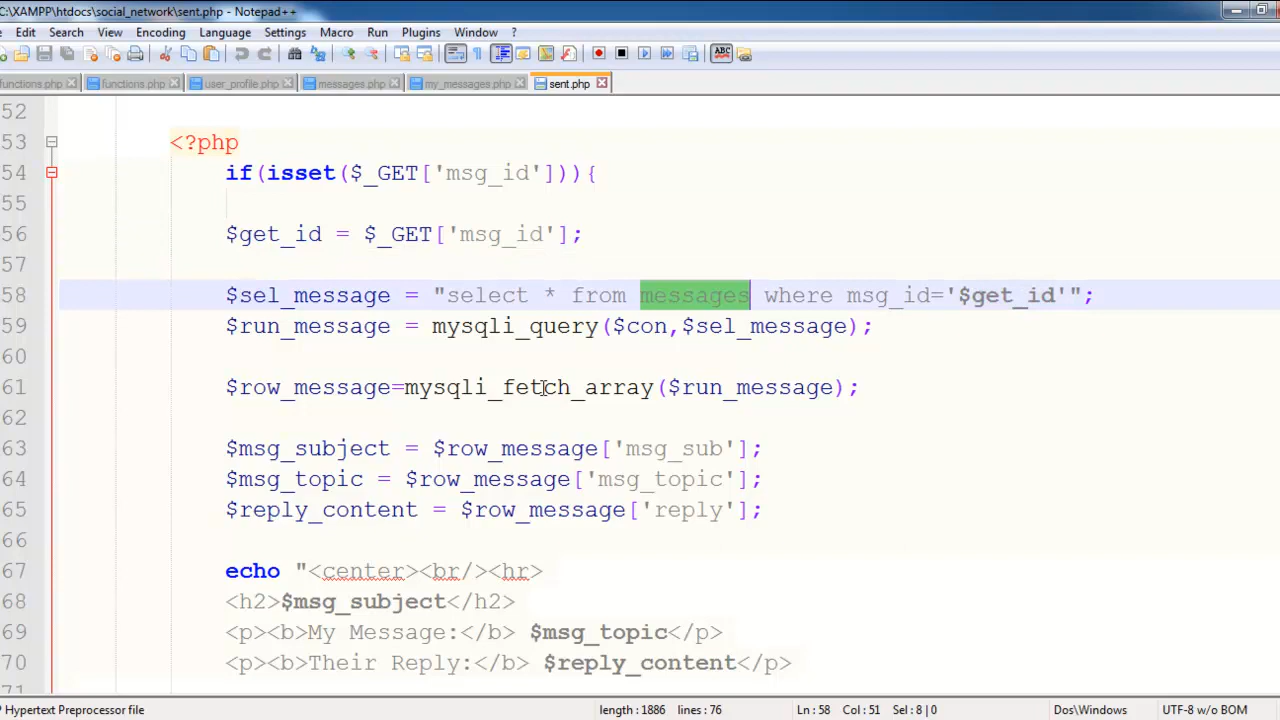 C:\XAMPP\htdocs\social_network\sent.php - Notepad++
Edit Search View Encoding Language Settings Macro Run Plugins Window ?
functions.php functions.php user_profile.php messages.php my_messages.php sent.php
52
53 <?php
54 if(isset($_GET['msg_id'])){
55
56 $get_id = $_GET['msg_id'];
57
58 $sel_message = "select * from messages where msg_id='$get_id'";
59 $run_message = mysqli_query($con,$sel_message);
60
61 $row_message=mysqli_fetch_array($run_message);
62
63 $msg_subject = $row_message['msg_sub'];
64 $msg_topic = $row_message['msg_topic'];
65 $reply_content = $row_message['reply'];
66
67 echo "<center><br/><hr>
68 <h2>$msg_subject</h2>
69 <p><b>My Message:</b> $msg_topic</p>
70 <p><b>Their Reply:</b> $reply_content</p>
71
Hypertext Preprocessor file length:1886 lines:76 Ln:58 Col:51 Sel:8|0 Dos\Windows UTF-8 w/o BOM